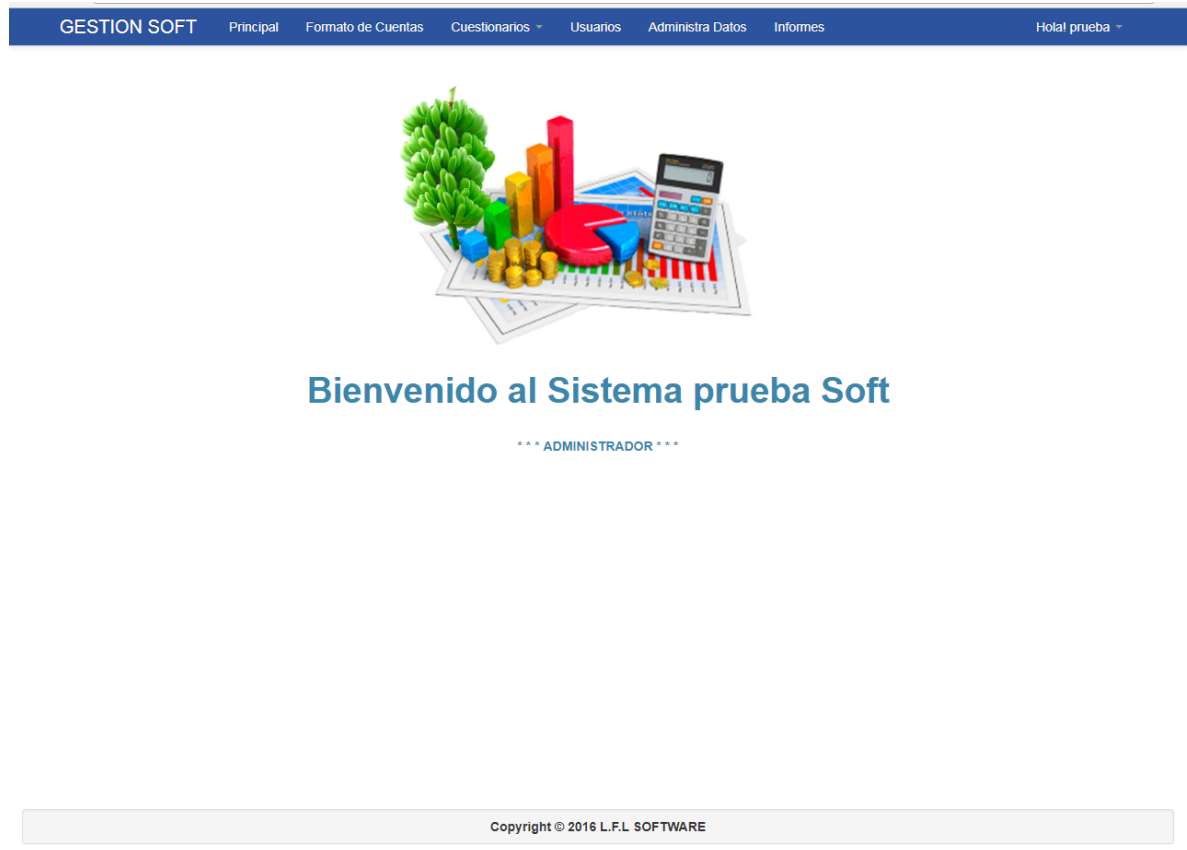 GESTION SOFT Principal Formato de Cuentas Cuestionarios Usuarios Administra Datos Informes Hola! prueba
Bienvenido al Sistema prueba Soft
* * * ADMINISTRADOR * * *
Copyright © 2016 L.F.L SOFTWARE